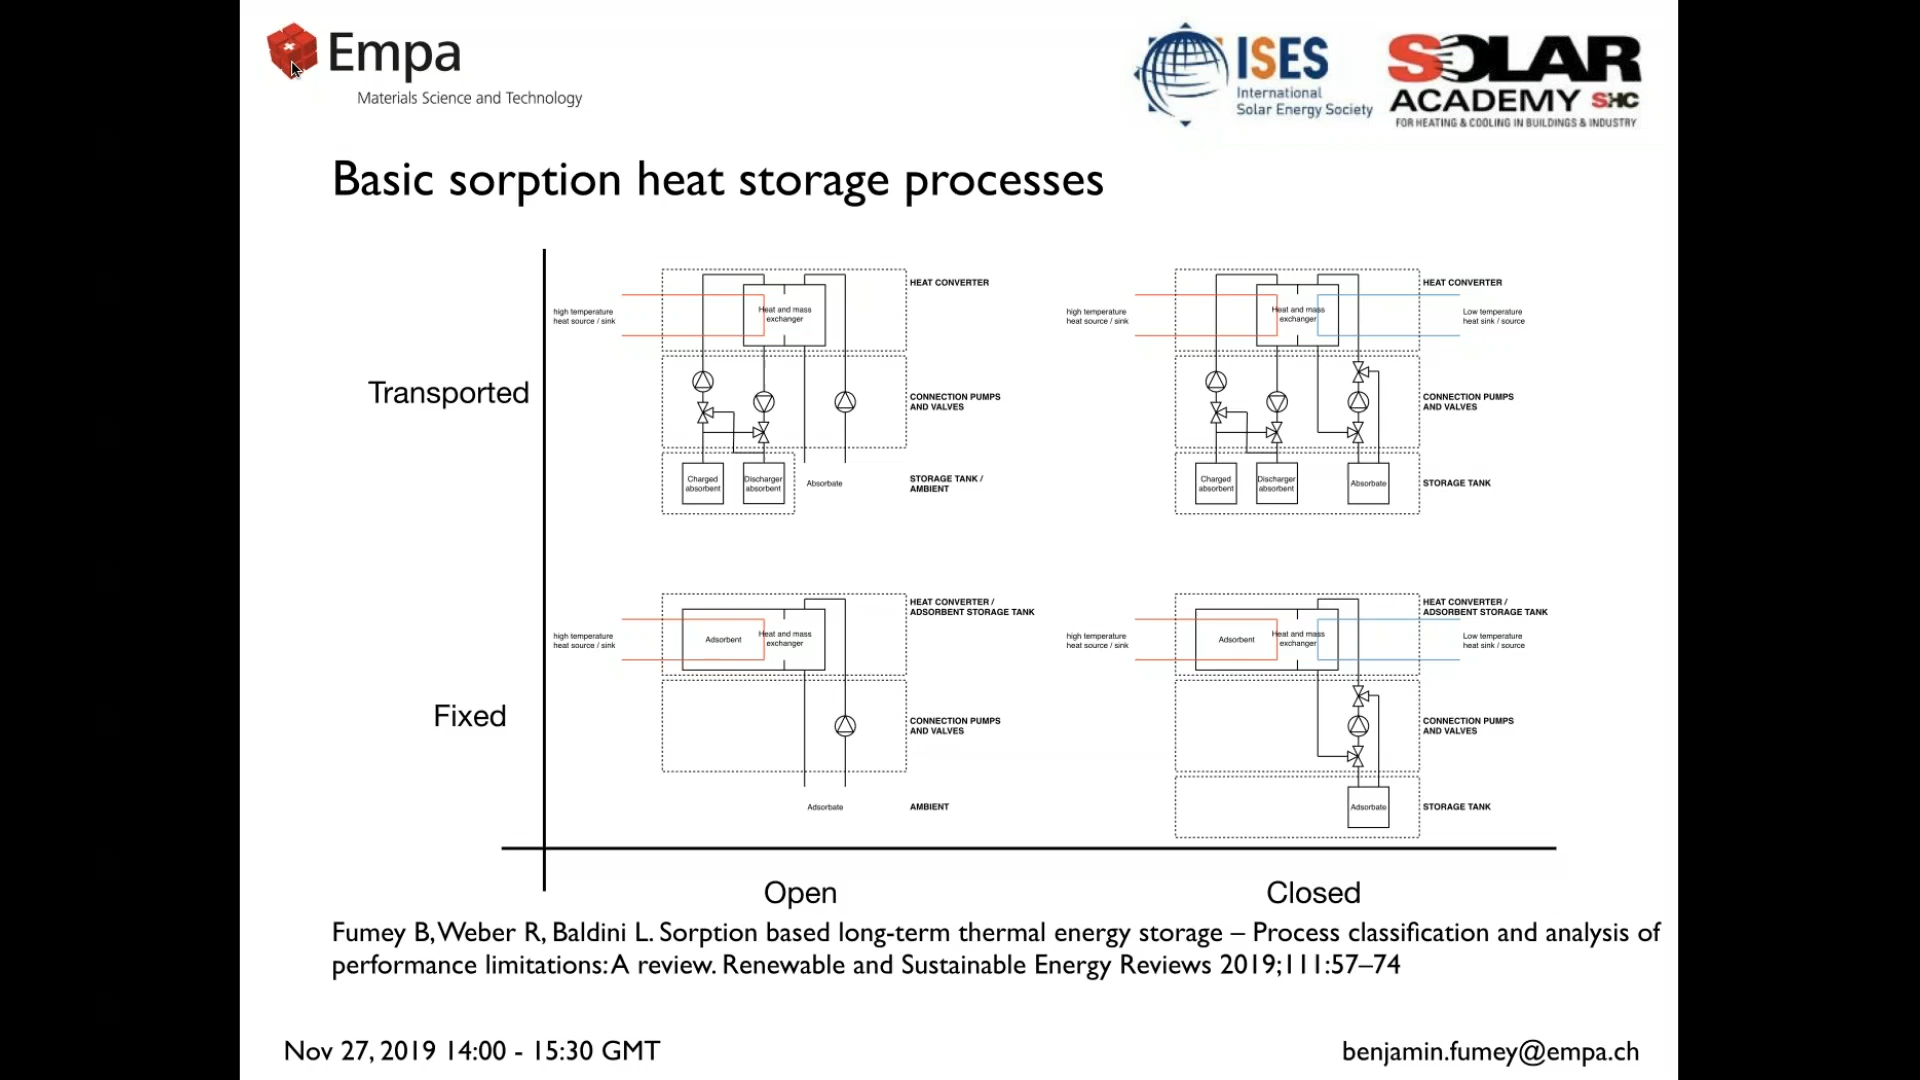 Empa
Materials Science and Technology
ISES
International
Solar Energy Society
SOLAR
ACADEMY SHC
FOR HEATING & COOLING IN BUILDINGS & INDUSTRY
Basic sorption heat storage processes
Transported
high temperature
heat source / sink
Heat and mass
exchanger
HEAT CONVERTER
CONNECTION PUMPS
AND VALVES
Charged
absorbent
Discharger
absorbent
Absorbate
STORAGE TANK /
AMBIENT
high temperature
heat source / sink
Heat and mass
exchanger
HEAT CONVERTER
Low temperature
heat sink / source
CONNECTION PUMPS
AND VALVES
Charged
absorbent
Discharger
absorbent
Absorbate
STORAGE TANK
Fixed
high temperature
heat source / sink
Adsorbent
Heat and mass
exchanger
HEAT CONVERTER /
ADSORBENT STORAGE TANK
CONNECTION PUMPS
AND VALVES
Adsorbate
AMBIENT
high temperature
heat source / sink
Adsorbent
Heat and mass
exchanger
HEAT CONVERTER /
ADSORBENT STORAGE TANK
Low temperature
heat sink / source
CONNECTION PUMPS
AND VALVES
Adsorbate
STORAGE TANK
Open
Closed
Fumey B, Weber R, Baldini L. Sorption based long-term thermal energy storage – Process classification and analysis of
performance limitations: A review. Renewable and Sustainable Energy Reviews 2019;111:57–74
Nov 27, 2019 14:00 - 15:30 GMT
benjamin.fumey@empa.ch